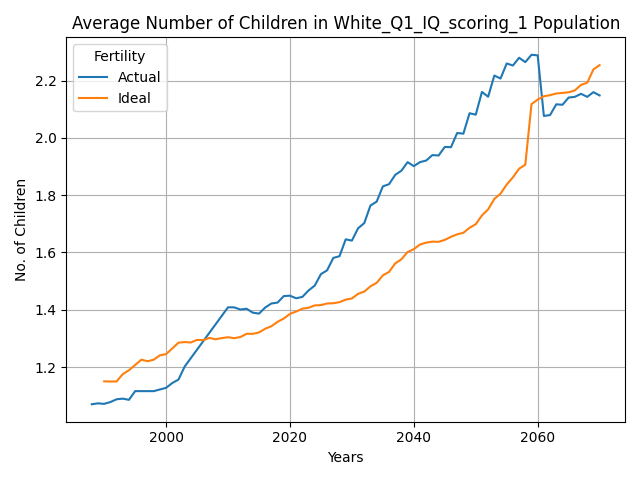 Average Number of Children in White_Q1_IQ_scoring_1 Population
Fertility
Actual
Ideal
No. of Children
2.2
2.0
1.8
1.6
1.4
1.2
2000
2020
2040
2060
Years